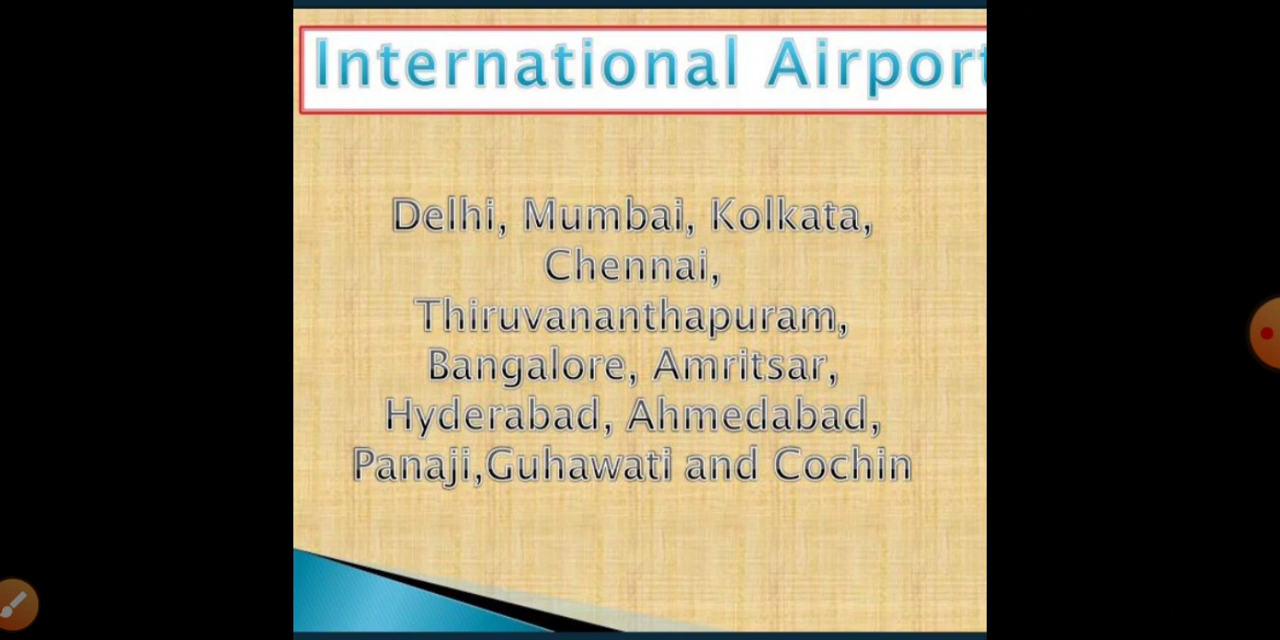 International Airport
Delhi, Mumbai, Kolkata,
Chennai,
Thiruvananthapuram,
Bangalore, Amritsar,
Hyderabad, Ahmedabad,
Panaji,Guhawati and Cochin